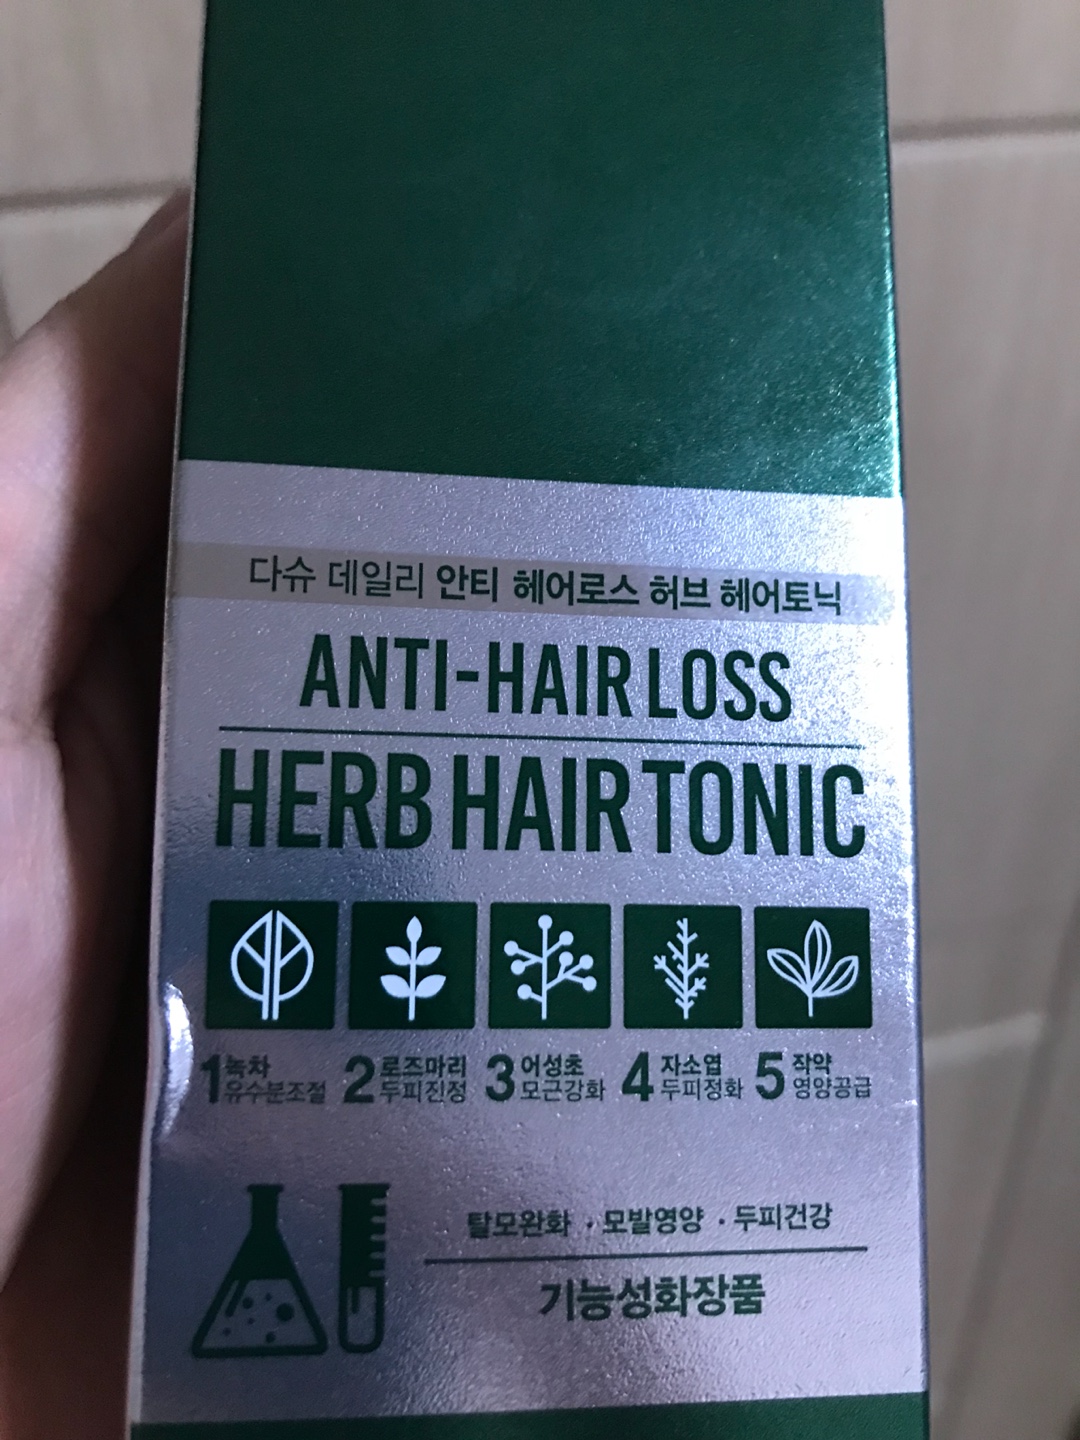 다슈 데일리 안티 헤어로스 허브 헤어토닉
ANTI-HAIR LOSS
HERB HAIR TONIC
1 녹차 유수분조절
2 로즈마리 두피진정
3 어성초 모근강화
4 자소엽 두피정화
5 작약 영양공급
탈모완화 · 모발영양 · 두피건강
기능성화장품